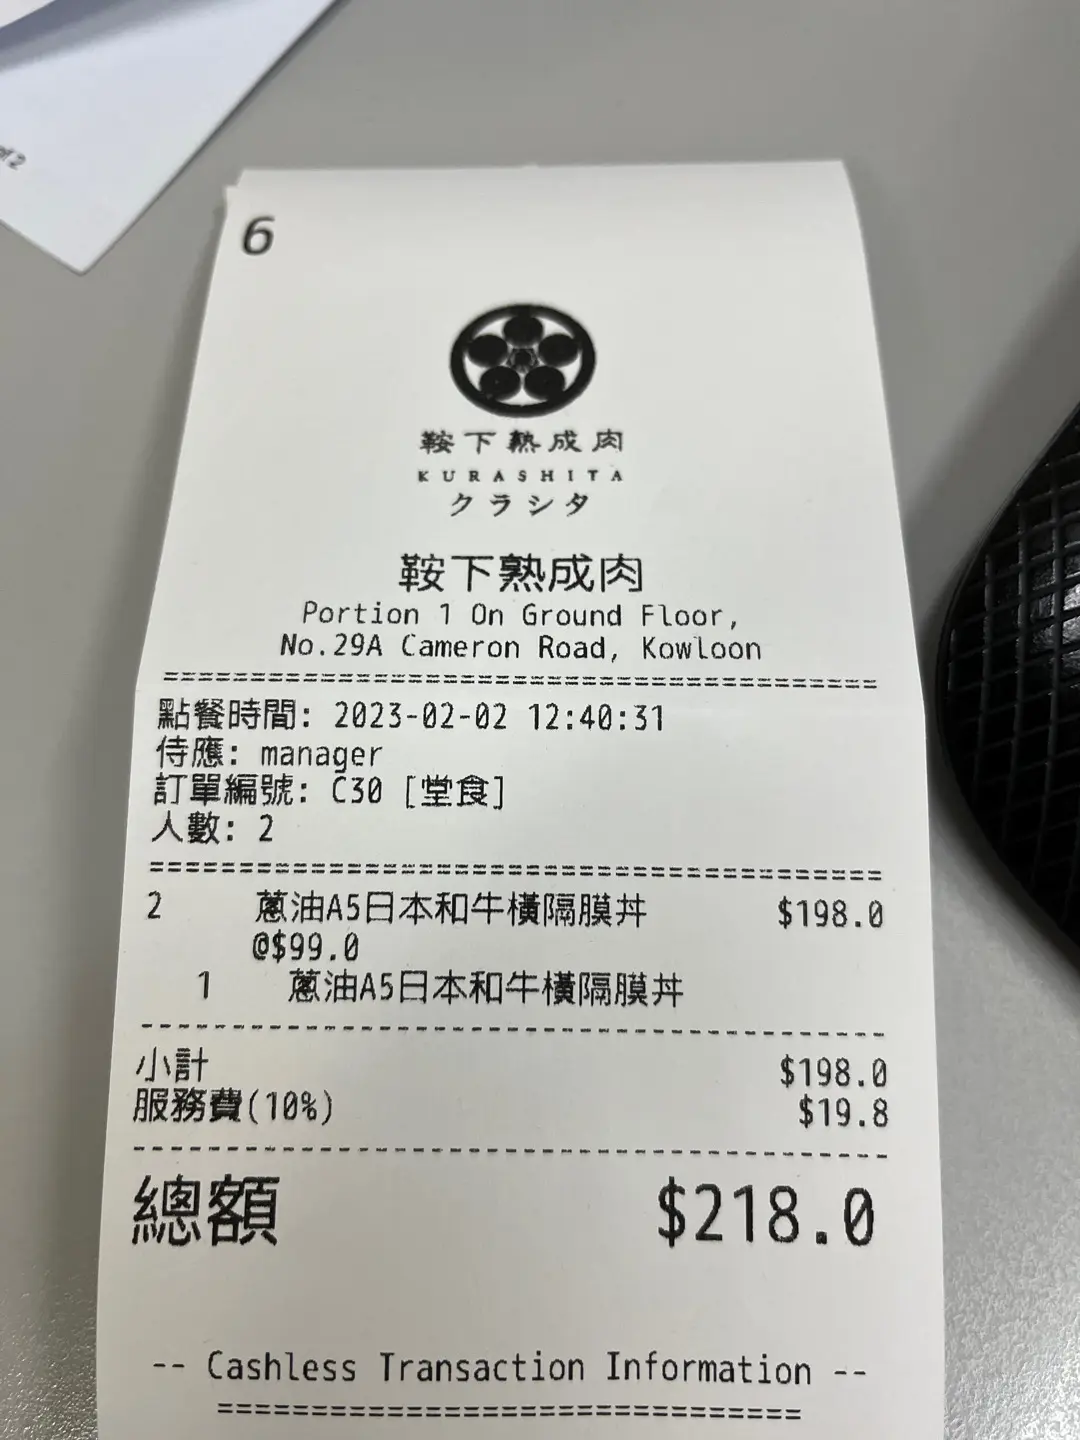 of 2
6
鞍下熟成肉
KURASHITA
クラシタ
鞍下熟成肉
Portion 1 On Ground Floor,
No.29A Cameron Road, Kowloon
========================================
點餐時間: 2023-02-02 12:40:31
侍應: manager
訂單編號: C30 [堂食]
人數: 2
========================================
2 蔥油A5日本和牛橫隔膜丼 $198.0
@$99.0
1 蔥油A5日本和牛橫隔膜丼
----------------------------------------
小計 $198.0
服務費(10%) $19.8
----------------------------------------
總額 $218.0
-- Cashless Transaction Information --
==============================